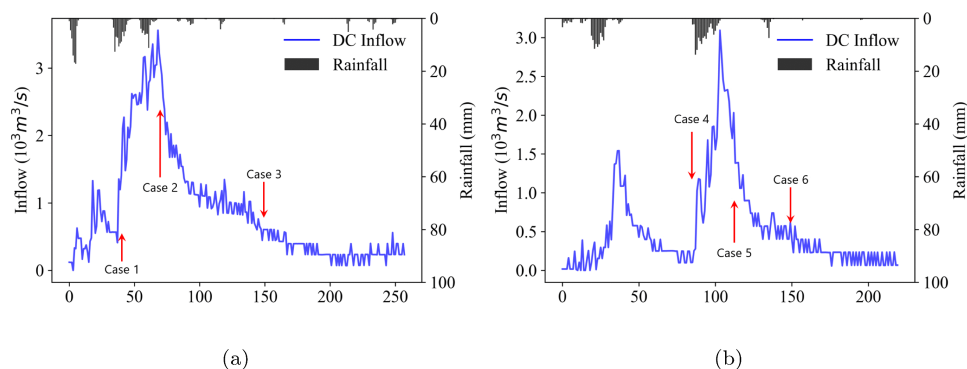 DC Inflow
Rainfall
Inflow (10³m³/s)
Rainfall (mm)
0
1
2
3
0
20
40
60
80
100
0
50
100
150
200
250
Case 1
Case 2
Case 3
(a)
DC Inflow
Rainfall
Inflow (10³m³/s)
Rainfall (mm)
3.0
2.5
2.0
1.5
1.0
0.5
0.0
0
20
40
60
80
100
0
50
100
150
200
Case 4
Case 5
Case 6
(b)